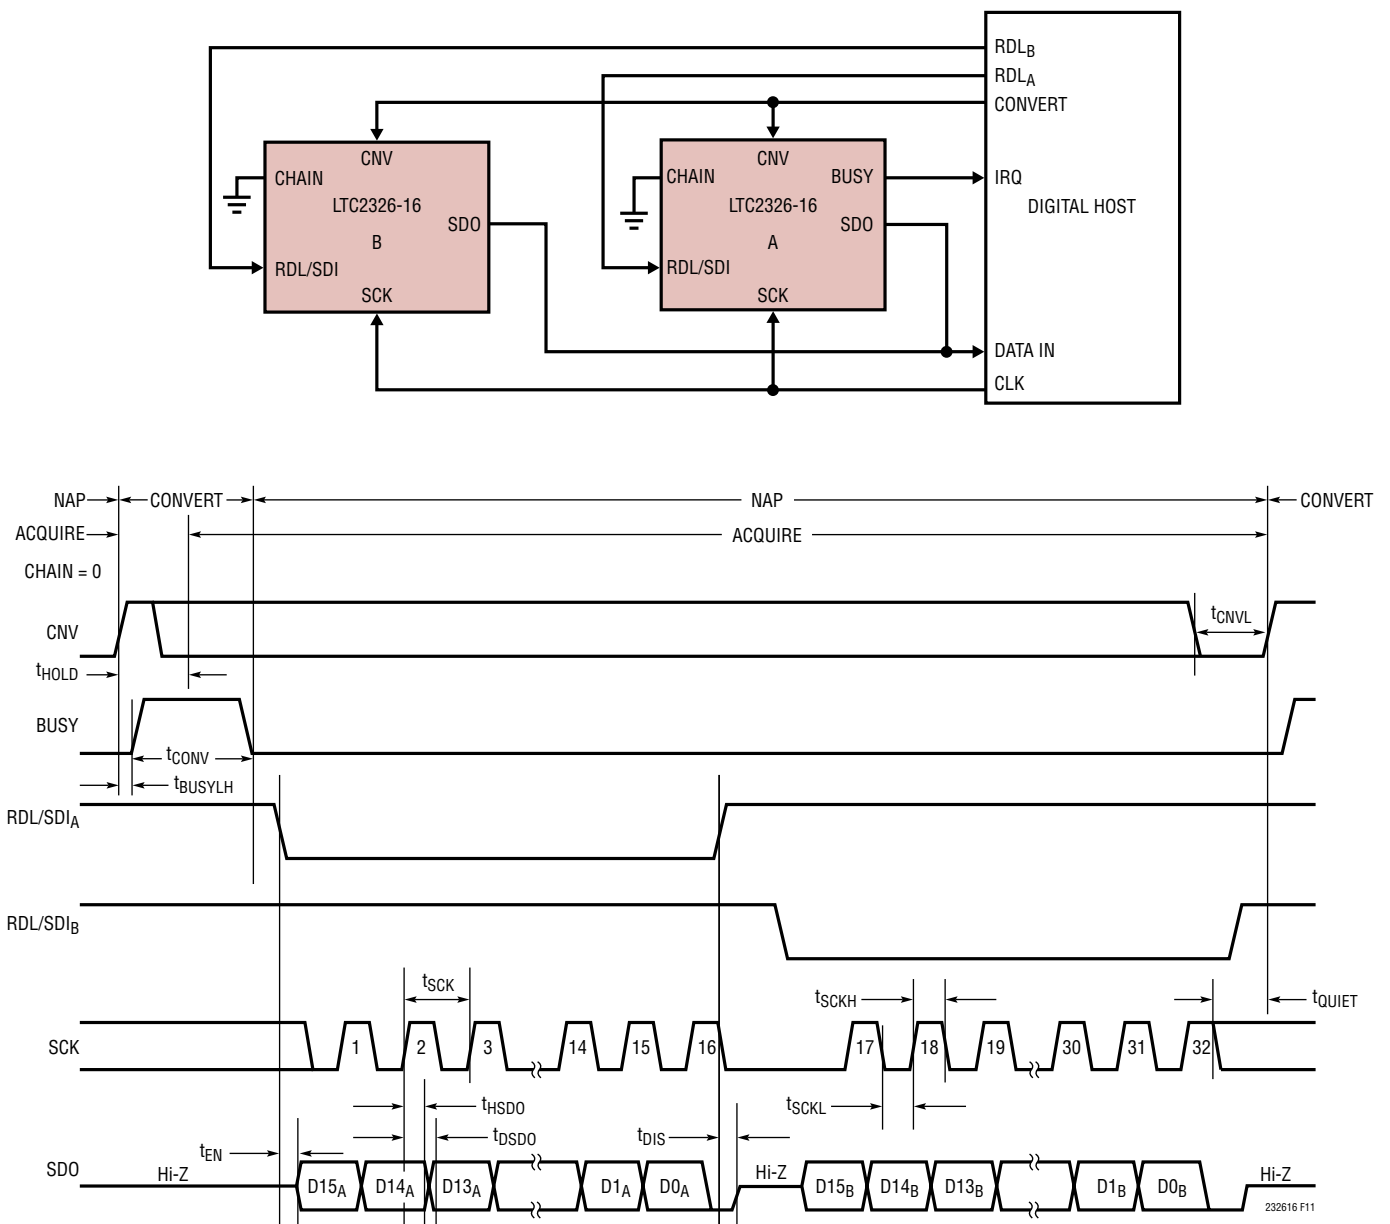 RDLB
RDLA
CONVERT
CNV
CNV
CHAIN
CHAIN
BUSY
IRQ
LTC2326-16
LTC2326-16
DIGITAL HOST
SDO
SDO
B
A
RDL/SDI
RDL/SDI
SCK
SCK
DATA IN
CLK
NAP
CONVERT
NAP
CONVERT
ACQUIRE
ACQUIRE
CHAIN = 0
CNV
tCNVL
tHOLD
BUSY
tCONV
tBUSYLH
RDL/SDIA
RDL/SDIB
tSCK
tSCKH
tQUIET
SCK
1
2
3
14
15
16
17
18
19
30
31
32
tHSDO
tSCKL
tDSDO
tDIS
tEN
SDO
Hi-Z
D15A
D14A
D13A
D1A
D0A
Hi-Z
D15B
D14B
D13B
D1B
D0B
Hi-Z
232616 F11